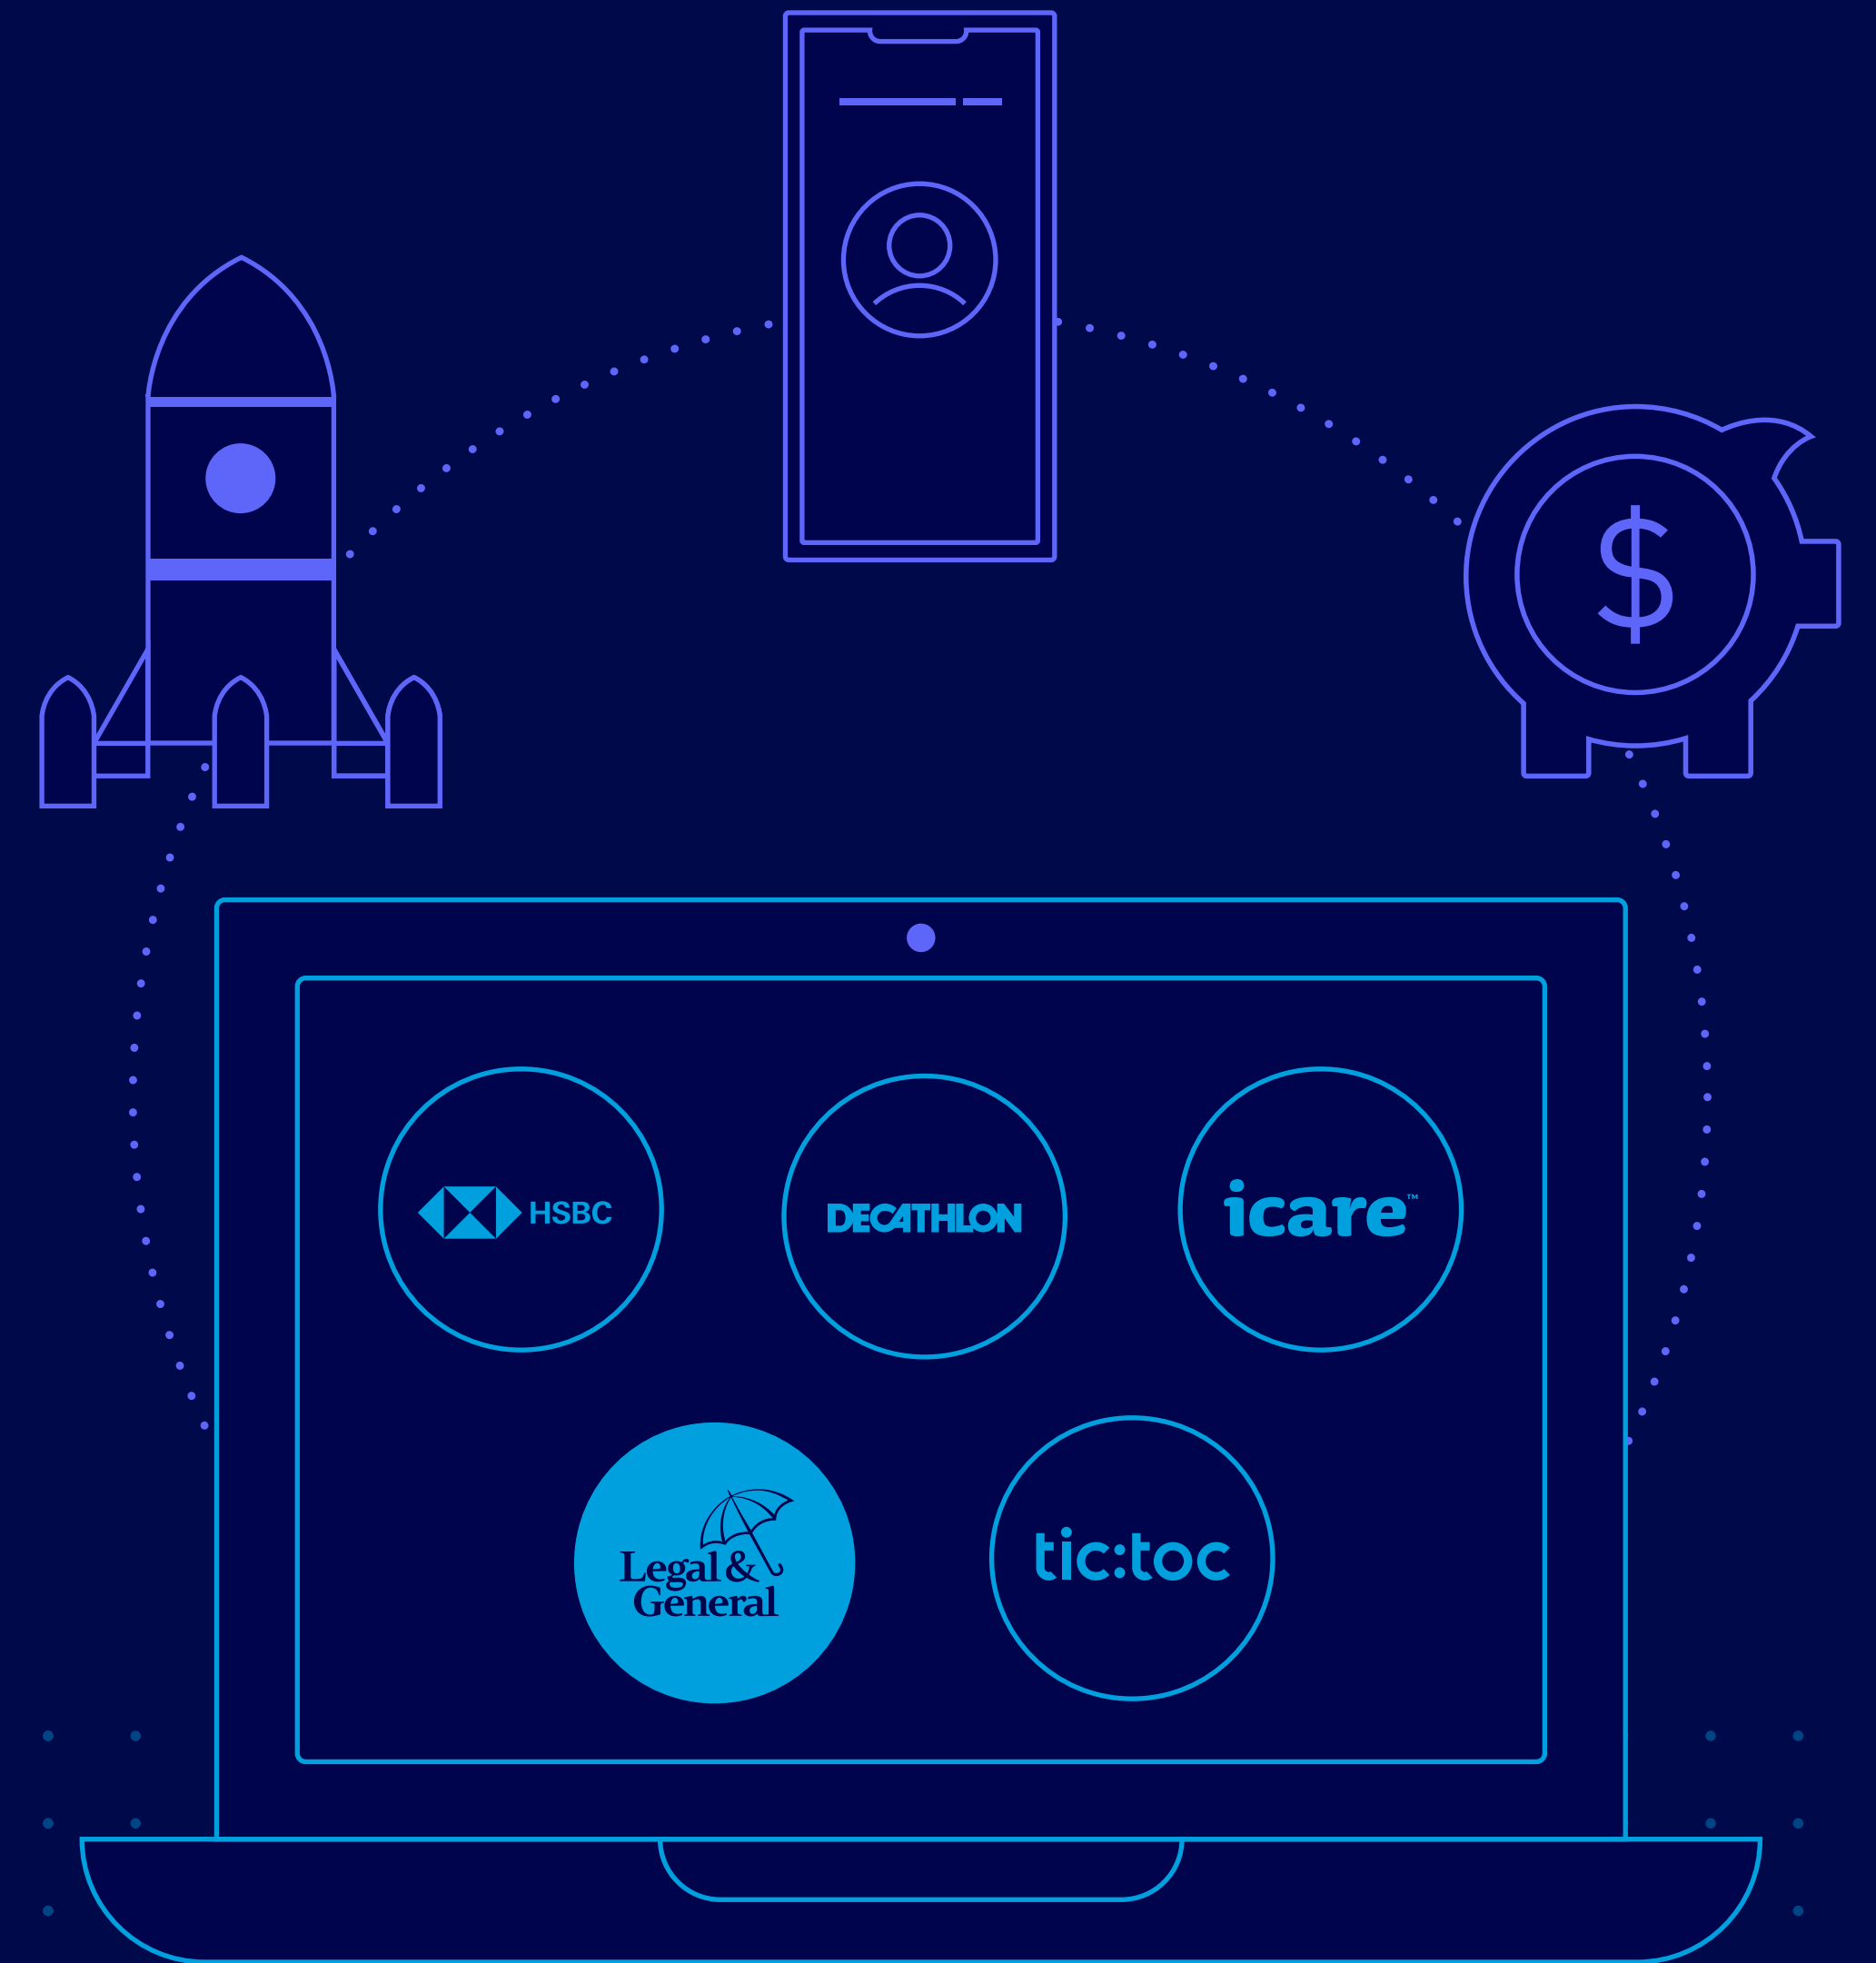 $
HSBC
DECATHLON
icare™
Legal &
General
tic:toc